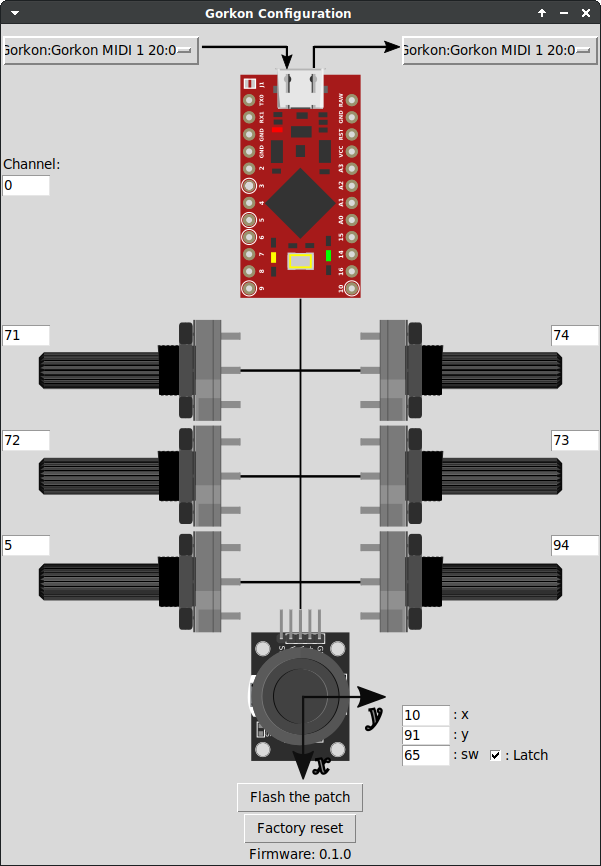 Gorkon Configuration
Gorkon:Gorkon MIDI 1 20:0
Gorkon:Gorkon MIDI 1 20:0
J1
TX0
RX1
GND
GND
2
3
4
5
6
7
8
9
RAW
GND
RST
VCC
A3
A2
A1
A0
15
14
16
10
Channel:
0
71
74
72
73
5
94
y
x
10 : x
91 : y
65 : sw : Latch
Flash the patch
Factory reset
Firmware: 0.1.0